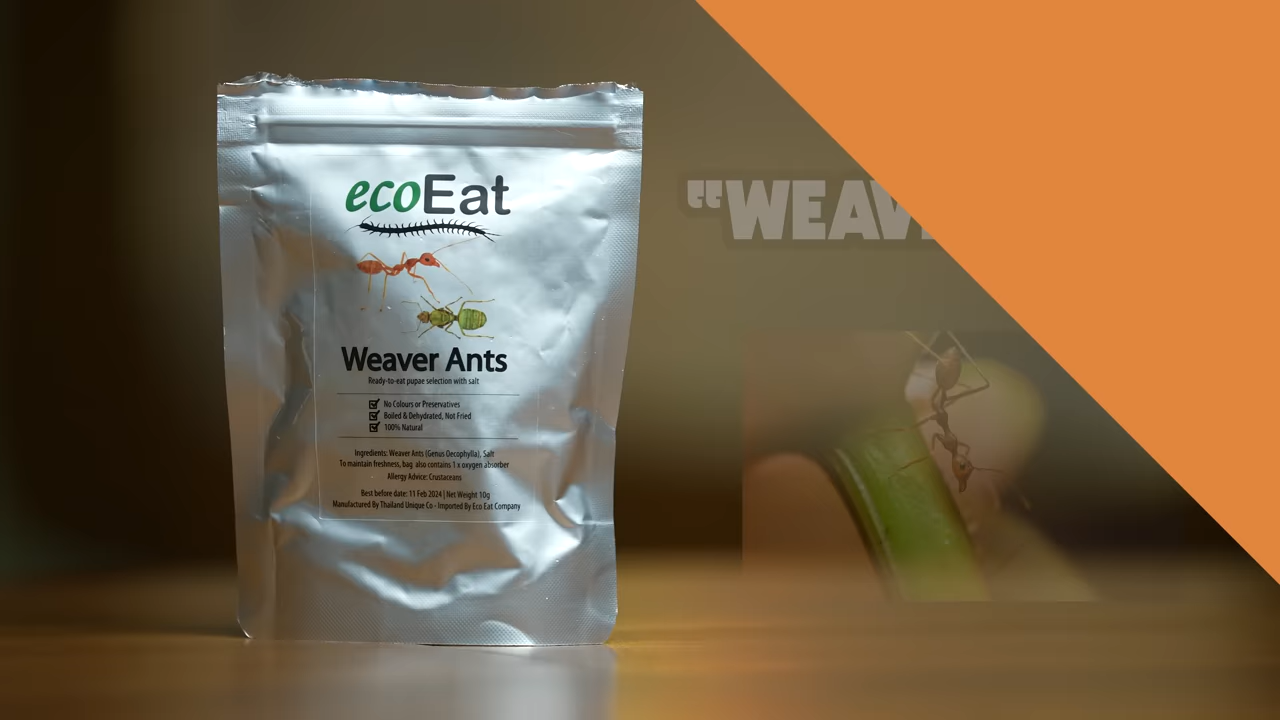 ecoEat
Weaver Ants
Ready-to-eat pupae selection with salt
No Colours or Preservatives
Boiled & Dehydrated, Not Fried
100% Natural
Ingredients: Weaver Ants (Genus Oecophylla), Salt
To maintain freshness, bag also contains 1 x oxygen absorber
Allergy Advice: Crustaceans
Best before date: 11 Feb 2024 | Net Weight 10g
Manufactured By Thailand Unique Co - Imported By Eco Eat Company
“WEAV